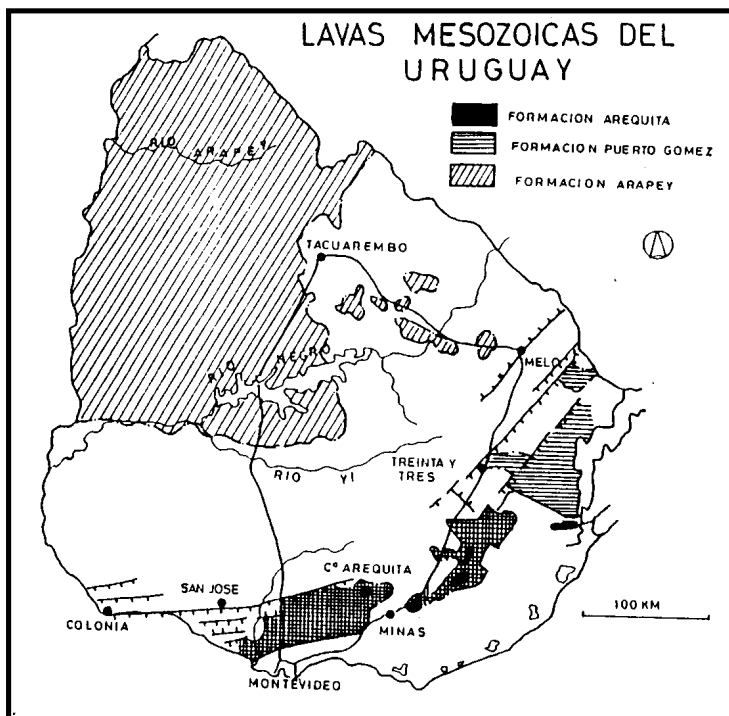 LAVAS MESOZOICAS DEL
URUGUAY
FORMACION AREQUITA
FORMACION PUERTO GOMEZ
FORMACION ARAPEY
RIO ARAPEY
TACUAREMBO
RIO NEGRO
MELO
TREINTA Y
TRES
RIO YI
Cº AREQUITA
SAN JOSE
COLONIA
MINAS
MONTEVIDEO
100 KM